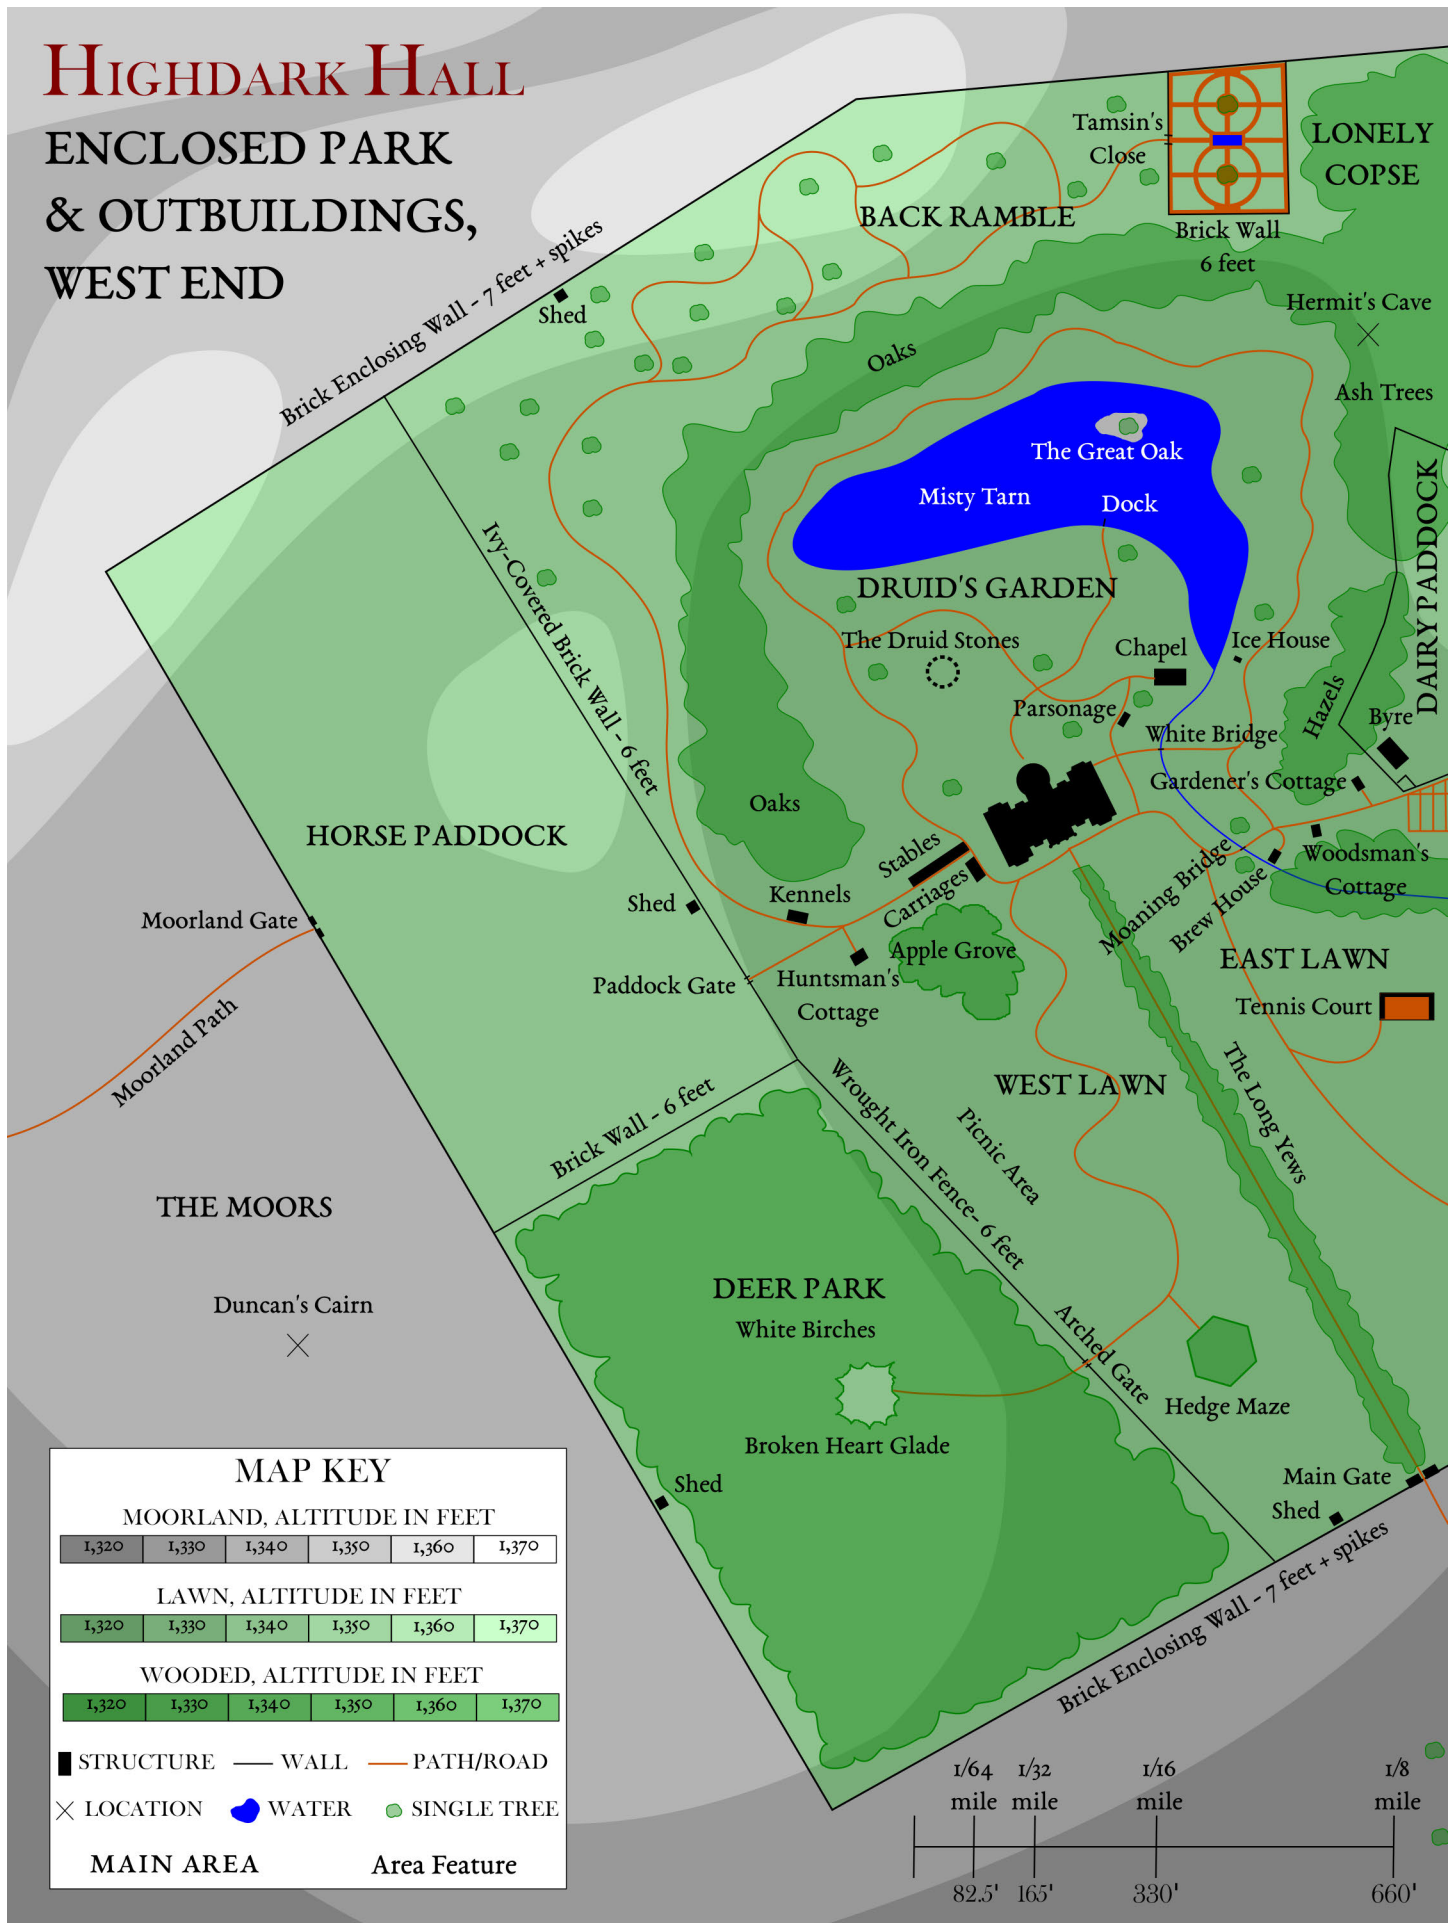 HIGHDARK HALL
ENCLOSED PARK
& OUTBUILDINGS,
WEST END
Tamsin's
Close
LONELY
COPSE
BACK RAMBLE
Brick Wall
6 feet
Brick Enclosing Wall - 7 feet + spikes
Shed
Hermit's Cave
Oaks
Ash Trees
The Great Oak
Misty Tarn
Dock
DAIRY PADDOCK
Ivy-Covered Brick Wall - 6 feet
DRUID'S GARDEN
The Druid Stones
Chapel
Ice House
Parsonage
Hazels
Byre
White Bridge
Gardener's Cottage
Oaks
HORSE PADDOCK
Stables
Carriages
Moaning Bridge
Brew House
Woodsman's
Cottage
Kennels
Shed
Moorland Gate
Apple Grove
EAST LAWN
Paddock Gate
Huntsman's
Cottage
Tennis Court
Moorland Path
Brick Wall - 6 feet
Wrought Iron Fence- 6 feet
WEST LAWN
Picnic Area
The Long Yews
THE MOORS
Duncan's Cairn
DEER PARK
White Birches
Arched Gate
Hedge Maze
Broken Heart Glade
Shed
Main Gate
Shed
Brick Enclosing Wall - 7 feet + spikes
MAP KEY
MOORLAND, ALTITUDE IN FEET
1,320 1,330 1,340 1,350 1,360 1,370
LAWN, ALTITUDE IN FEET
1,320 1,330 1,340 1,350 1,360 1,370
WOODED, ALTITUDE IN FEET
1,320 1,330 1,340 1,350 1,360 1,370
STRUCTURE WALL PATH/ROAD
LOCATION WATER SINGLE TREE
MAIN AREA Area Feature
1/64 1/32 1/16 1/8
mile mile mile mile
82.5' 165' 330' 660'